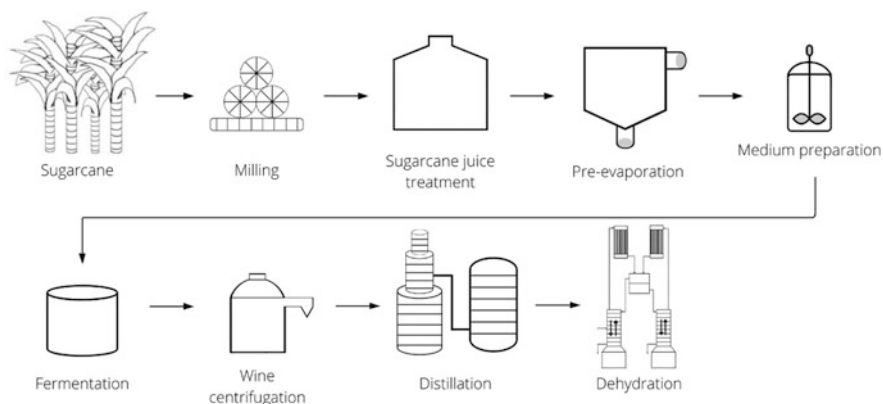 Sugarcane
Milling
Sugarcane juice
treatment
Pre-evaporation
Medium preparation
Fermentation
Wine
centrifugation
Distillation
Dehydration